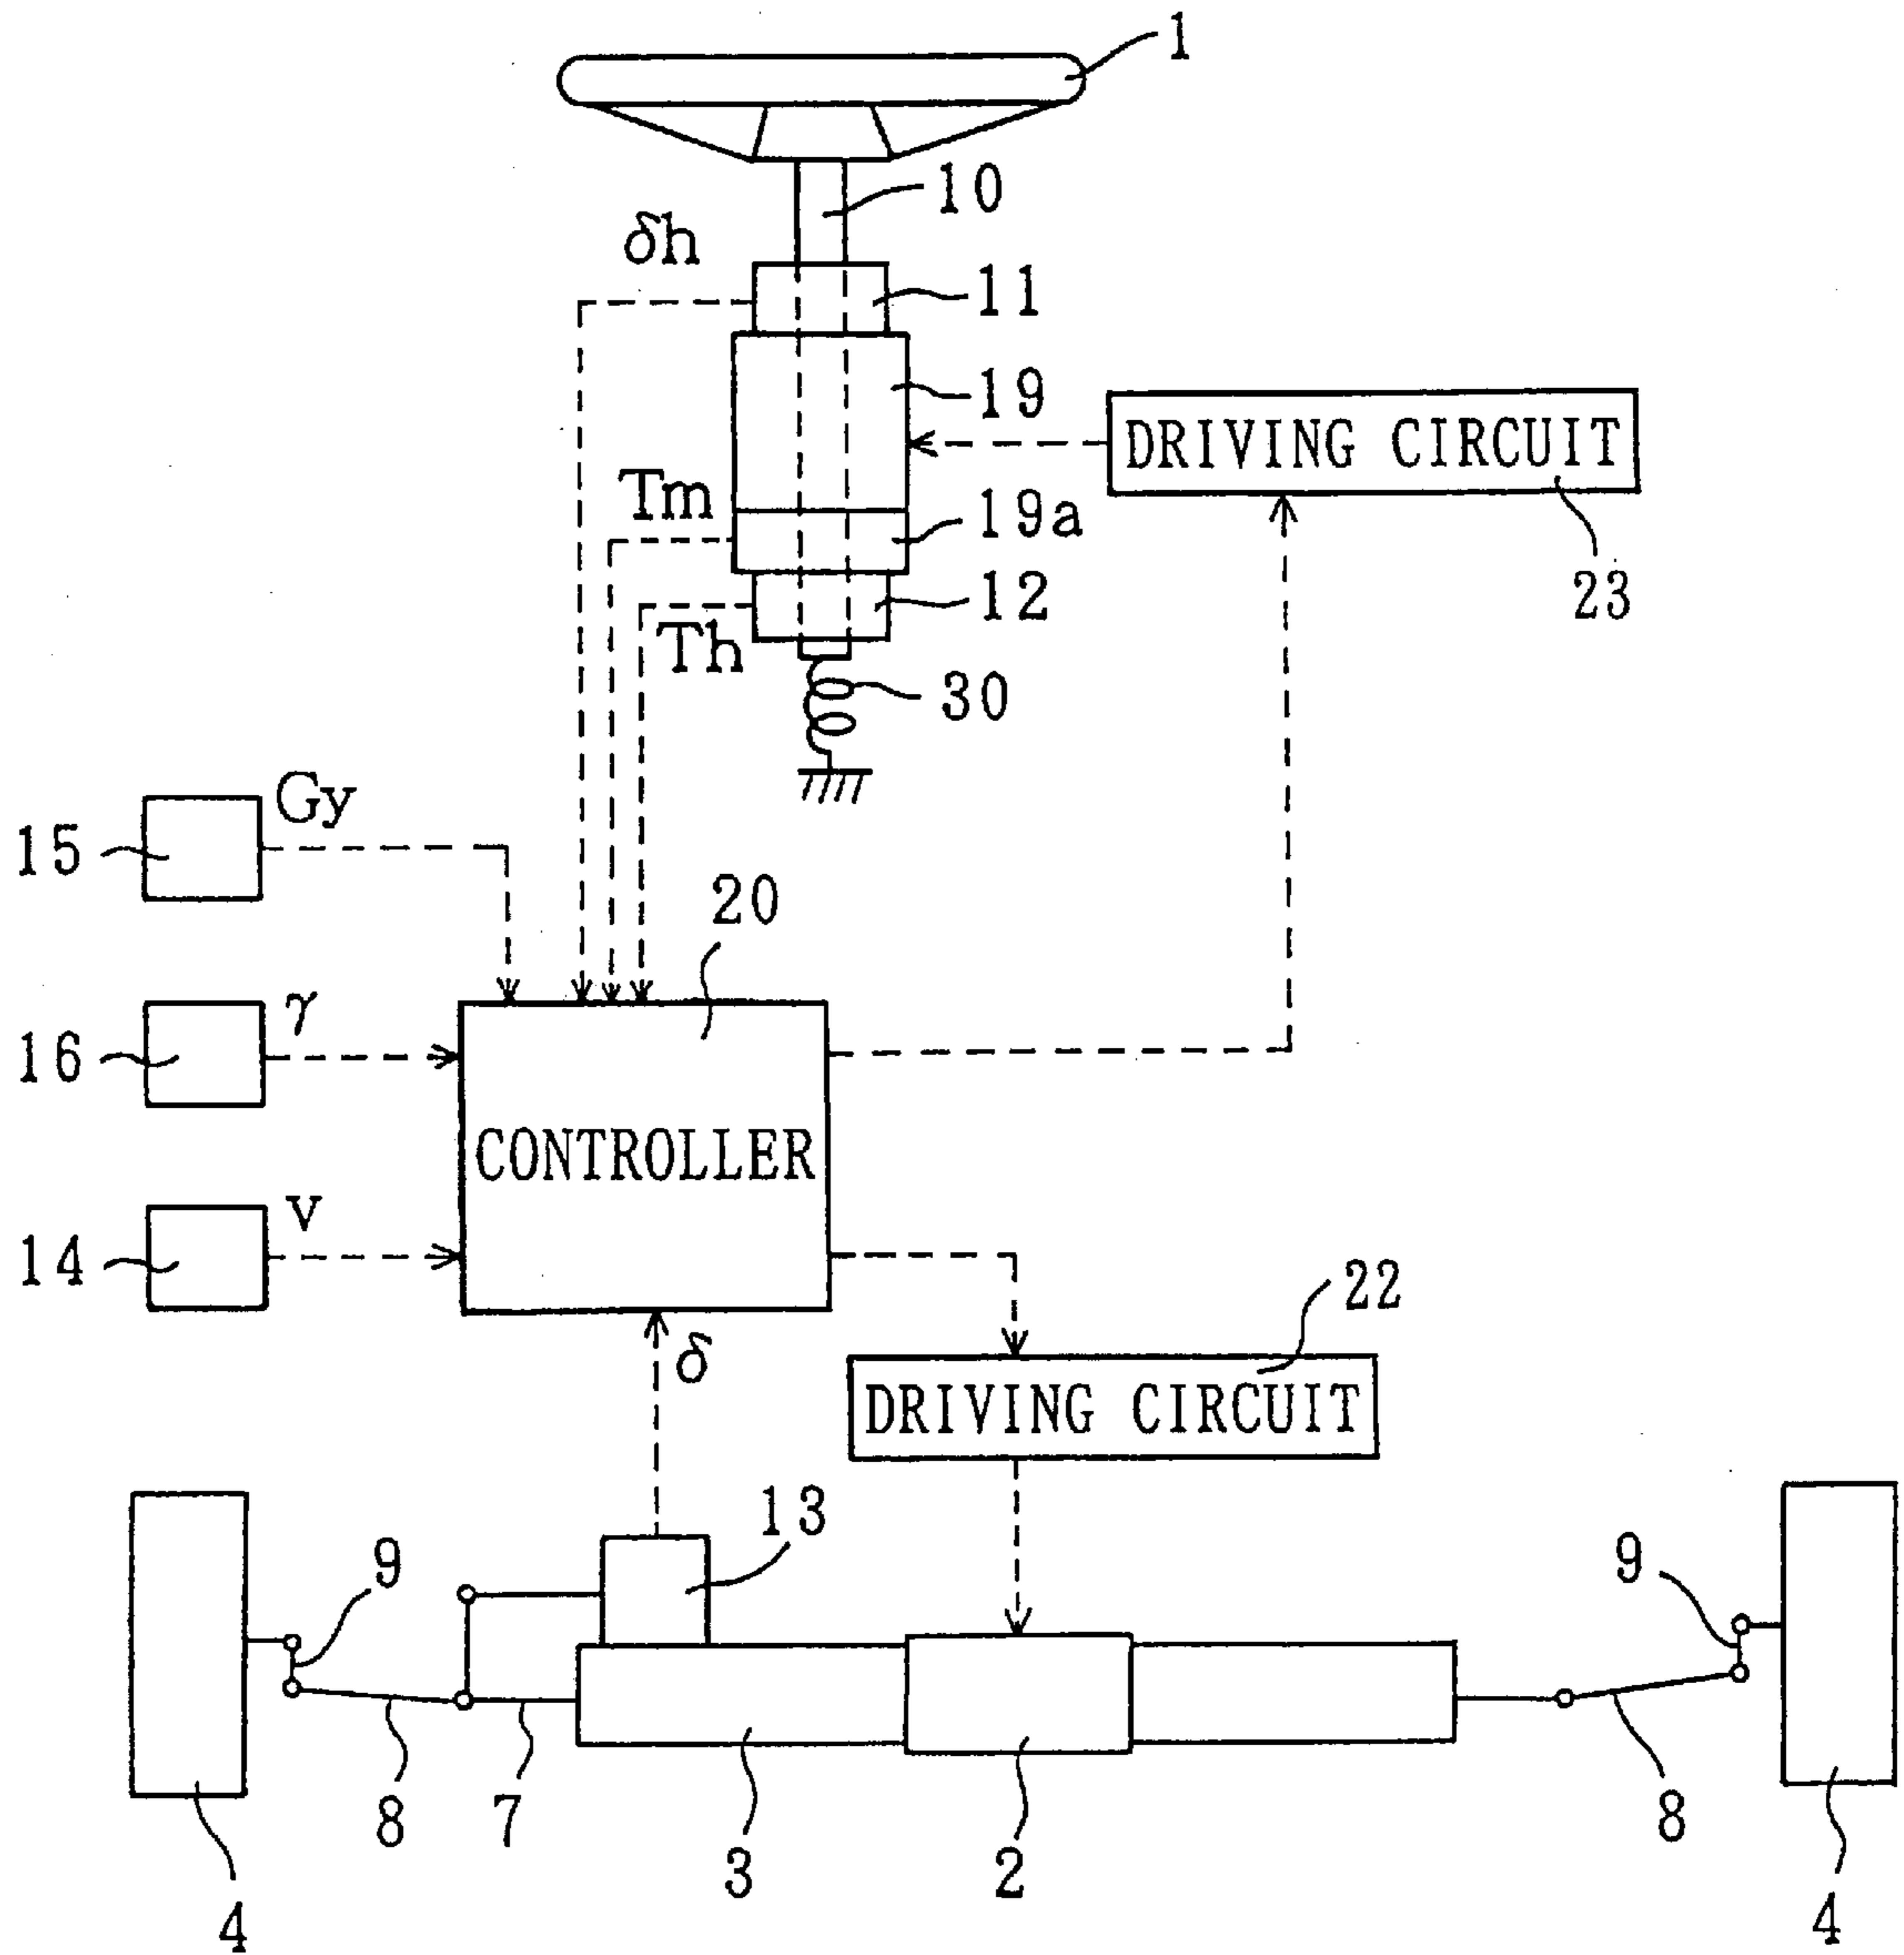 1
10
δh
11
19
DRIVING CIRCUIT
Tm
19a
23
12
Th
30
Gy
15
20
γ
16
CONTROLLER
v
14
22
δ
DRIVING CIRCUIT
13
9
9
8
7
8
3
2
4
4